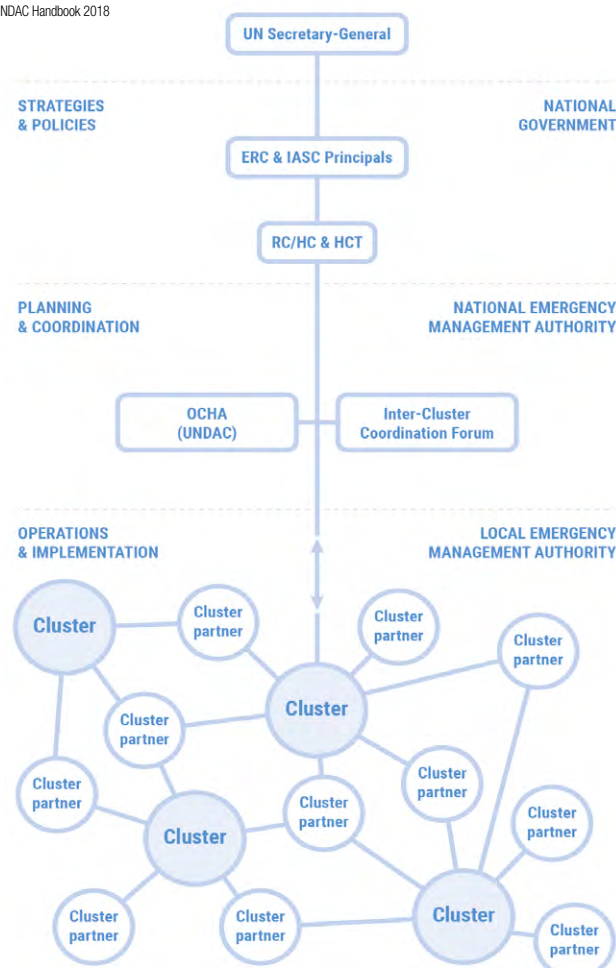 NDAC Handbook 2018
UN Secretary-General
STRATEGIES
& POLICIES
NATIONAL
GOVERNMENT
ERC & IASC Principals
RC/HC & HCT
PLANNING
& COORDINATION
NATIONAL EMERGENCY
MANAGEMENT AUTHORITY
OCHA
(UNDAC)
Inter-Cluster
Coordination Forum
OPERATIONS
& IMPLEMENTATION
LOCAL EMERGENCY
MANAGEMENT AUTHORITY
Cluster
Cluster
partner
Cluster
partner
Cluster
partner
Cluster
Cluster
partner
Cluster
partner
Cluster
partner
Cluster
partner
Cluster
partner
Cluster
Cluster
partner
Cluster
partner
Cluster
Cluster
partner